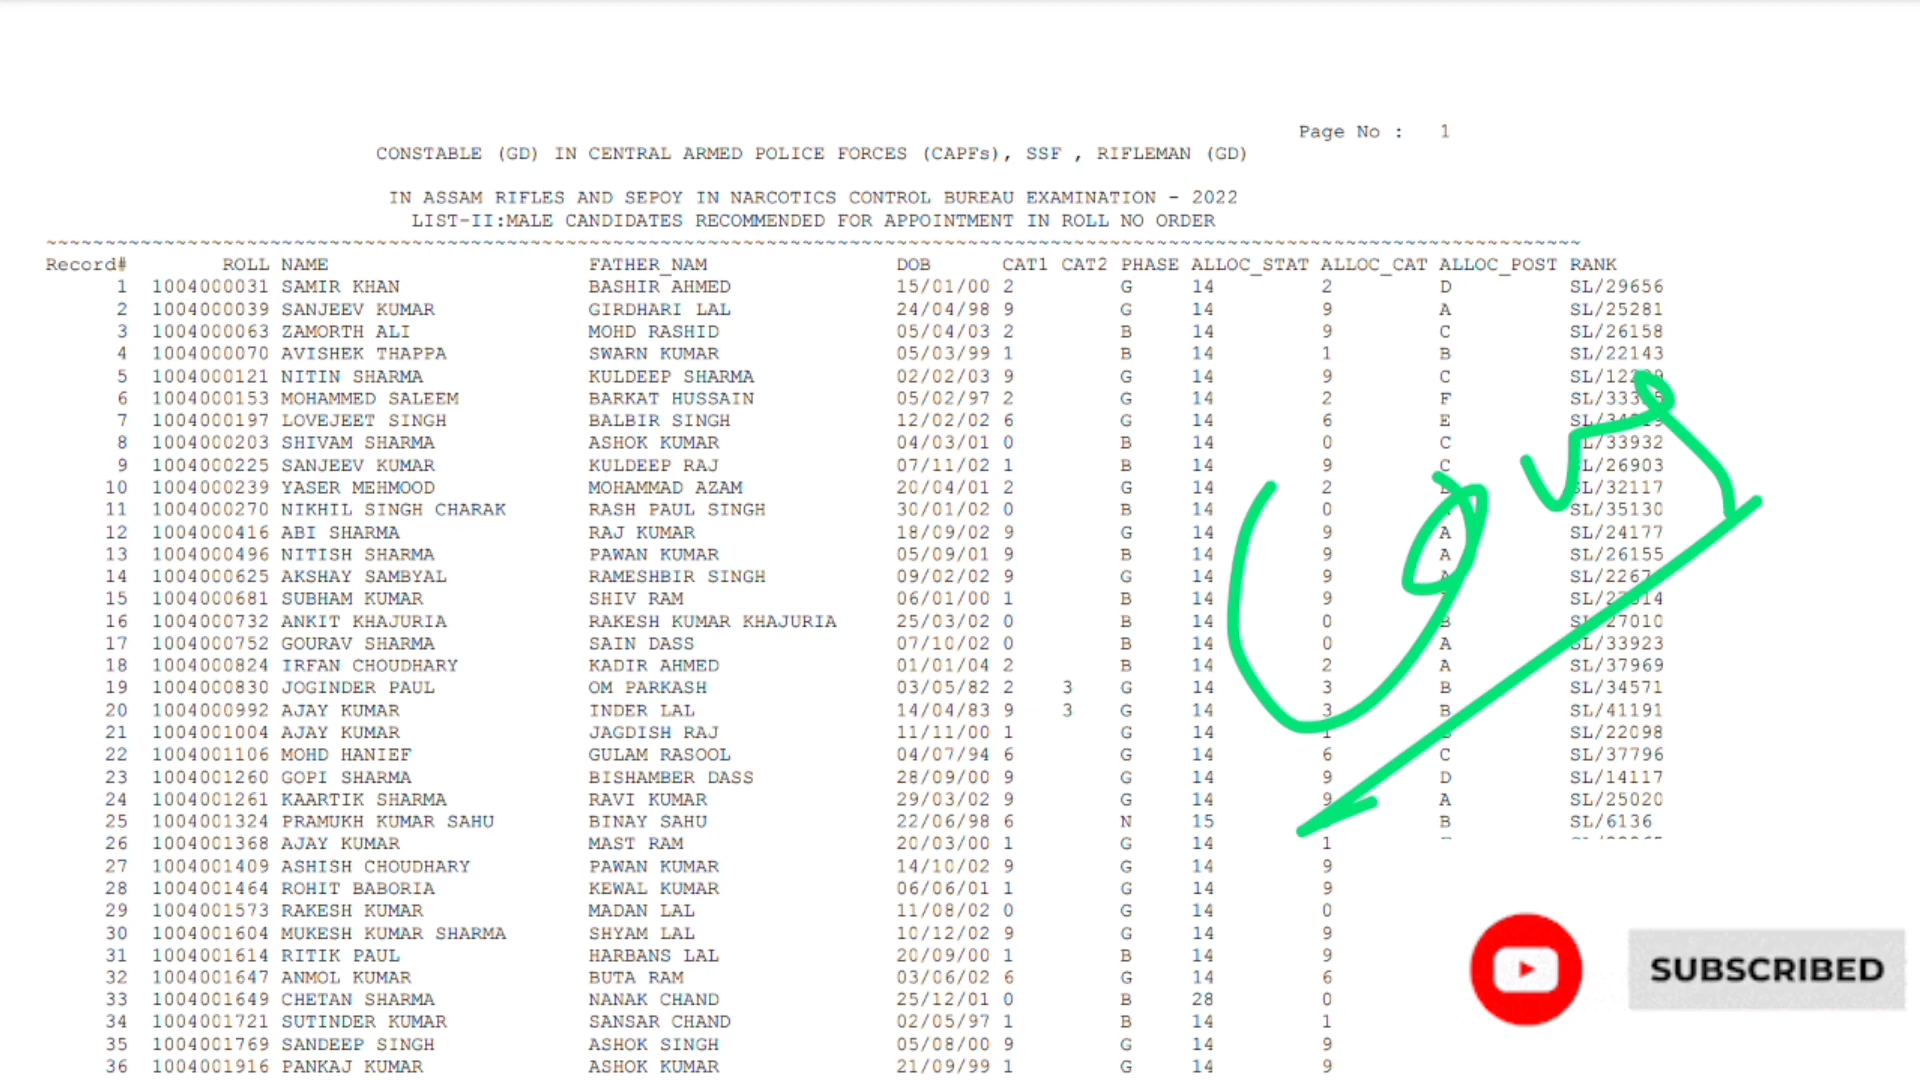 Page No : 1
CONSTABLE (GD) IN CENTRAL ARMED POLICE FORCES (CAPFs), SSF , RIFLEMAN (GD)
IN ASSAM RIFLES AND SEPOY IN NARCOTICS CONTROL BUREAU EXAMINATION - 2022
LIST-II:MALE CANDIDATES RECOMMENDED FOR APPOINTMENT IN ROLL NO ORDER
Record# ROLL NAME FATHER_NAM DOB CAT1 CAT2 PHASE ALLOC_STAT ALLOC_CAT ALLOC_POST RANK
1 1004000031 SAMIR KHAN BASHIR AHMED 15/01/00 2 G 14 2 D SL/29656
2 1004000039 SANJEEV KUMAR GIRDHARI LAL 24/04/98 9 G 14 9 A SL/25281
3 1004000063 ZAMORTH ALI MOHD RASHID 05/04/03 2 B 14 9 C SL/26158
4 1004000070 AVISHEK THAPPA SWARN KUMAR 05/03/99 1 B 14 1 B SL/22143
5 1004000121 NITIN SHARMA KULDEEP SHARMA 02/02/03 9 G 14 9 C
6 1004000153 MOHAMMED SALEEM BARKAT HUSSAIN 05/02/97 2 G 14 2 F
7 1004000197 LOVEJEET SINGH BALBIR SINGH 12/02/02 6 G 14 6 E
8 1004000203 SHIVAM SHARMA ASHOK KUMAR 04/03/01 0 B 14 0 C SL/33932
9 1004000225 SANJEEV KUMAR KULDEEP RAJ 07/11/02 1 B 14 9 C SL/26903
10 1004000239 YASER MEHMOOD MOHAMMAD AZAM 20/04/01 2 G 14 2 SL/32117
11 1004000270 NIKHIL SINGH CHARAK RASH PAUL SINGH 30/01/02 0 B 14 0 SL/35130
12 1004000416 ABI SHARMA RAJ KUMAR 18/09/02 9 G 14 9 A SL/24177
13 1004000496 NITISH SHARMA PAWAN KUMAR 05/09/01 9 B 14 9 A SL/26155
14 1004000625 AKSHAY SAMBYAL RAMESHBIR SINGH 09/02/02 9 G 14 9 A
15 1004000681 SUBHAM KUMAR SHIV RAM 06/01/00 1 B 14 9
16 1004000732 ANKIT KHAJURIA RAKESH KUMAR KHAJURIA 25/03/02 0 B 14 0 B SL/27010
17 1004000752 GOURAV SHARMA SAIN DASS 07/10/02 0 B 14 0 A SL/33923
18 1004000824 IRFAN CHOUDHARY KADIR AHMED 01/01/04 2 B 14 2 A SL/37969
19 1004000830 JOGINDER PAUL OM PARKASH 03/05/82 2 3 G 14 3 B SL/34571
20 1004000992 AJAY KUMAR INDER LAL 14/04/83 9 3 G 14 3 B SL/41191
21 1004001004 AJAY KUMAR JAGDISH RAJ 11/11/00 1 G 14 1 SL/22098
22 1004001106 MOHD HANIEF GULAM RASOOL 04/07/94 6 G 14 6 C SL/37796
23 1004001260 GOPI SHARMA BISHAMBER DASS 28/09/00 9 G 14 9 D SL/14117
24 1004001261 KAARTIK SHARMA RAVI KUMAR 29/03/02 9 G 14 9 A SL/25020
25 1004001324 PRAMUKH KUMAR SAHU BINAY SAHU 22/06/98 6 N 15 B SL/6136
26 1004001368 AJAY KUMAR MAST RAM 20/03/00 1 G 14 1
27 1004001409 ASHISH CHOUDHARY PAWAN KUMAR 14/10/02 9 G 14 9
28 1004001464 ROHIT BABORIA KEWAL KUMAR 06/06/01 1 G 14 9
29 1004001573 RAKESH KUMAR MADAN LAL 11/08/02 0 G 14 0
30 1004001604 MUKESH KUMAR SHARMA SHYAM LAL 10/12/02 9 G 14 9
31 1004001614 RITIK PAUL HARBANS LAL 20/09/00 1 B 14 9
32 1004001647 ANMOL KUMAR BUTA RAM 03/06/02 6 G 14 6
33 1004001649 CHETAN SHARMA NANAK CHAND 25/12/01 0 B 28 0
34 1004001721 SUTINDER KUMAR SANSAR CHAND 02/05/97 1 B 14 1
35 1004001769 SANDEEP SINGH ASHOK SINGH 05/08/00 9 G 14 9
36 1004001916 PANKAJ KUMAR ASHOK KUMAR 21/09/99 1 G 14 9
SUBSCRIBED